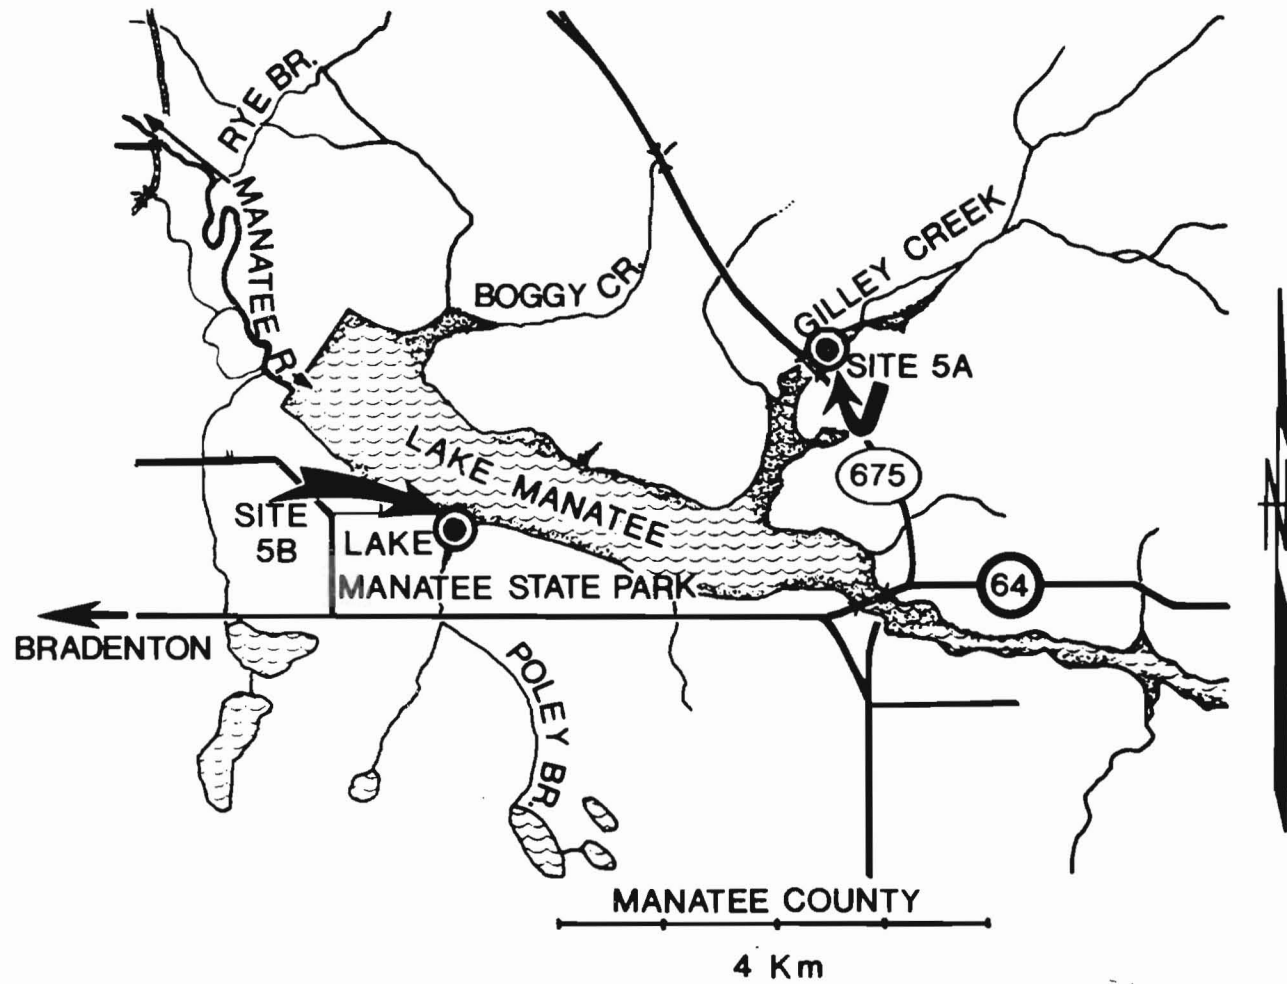 RYE BR.
MANATEE R.
BOGGY CR.
GILLEY CREEK
SITE 5A
LAKE MANATEE
675
SITE
5B
LAKE
MANATEE STATE PARK
64
BRADENTON
POLEY BR.
MANATEE COUNTY
4 Km
N